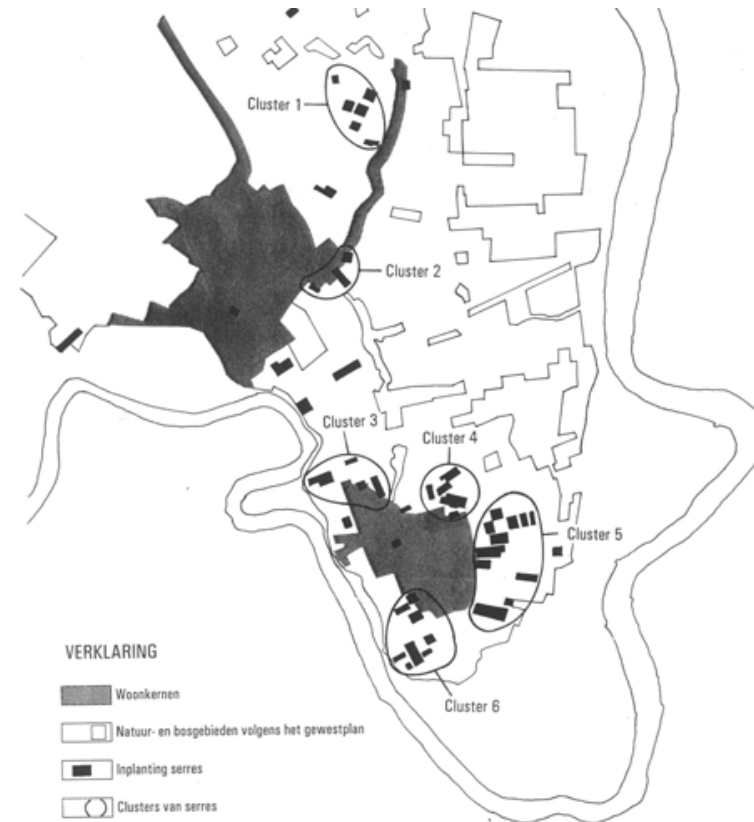 Cluster 1
Cluster 2
Cluster 3
Cluster 4
Cluster 5
Cluster 6
VERKLARING
Woonkernen
Natuur- en bosgebieden volgens het gewestplan
Inplanting serres
Clusters van serres